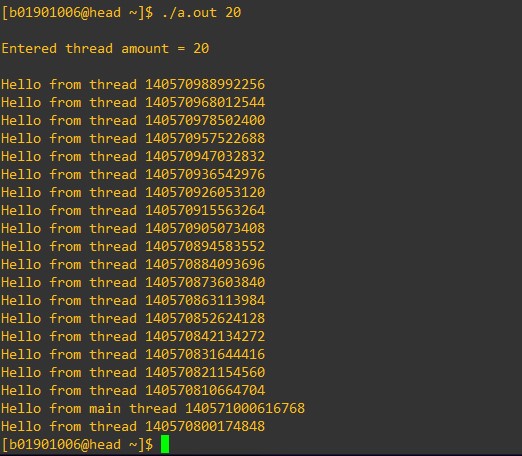 [b01901006@head ~]$ ./a.out 20
Entered thread amount = 20
Hello from thread 140570988992256
Hello from thread 140570968012544
Hello from thread 140570978502400
Hello from thread 140570957522688
Hello from thread 140570947032832
Hello from thread 140570936542976
Hello from thread 140570926053120
Hello from thread 140570915563264
Hello from thread 140570905073408
Hello from thread 140570894583552
Hello from thread 140570884093696
Hello from thread 140570873603840
Hello from thread 140570863113984
Hello from thread 140570852624128
Hello from thread 140570842134272
Hello from thread 140570831644416
Hello from thread 140570821154560
Hello from thread 140570810664704
Hello from main thread 140571000616768
Hello from thread 140570800174848
[b01901006@head ~]$